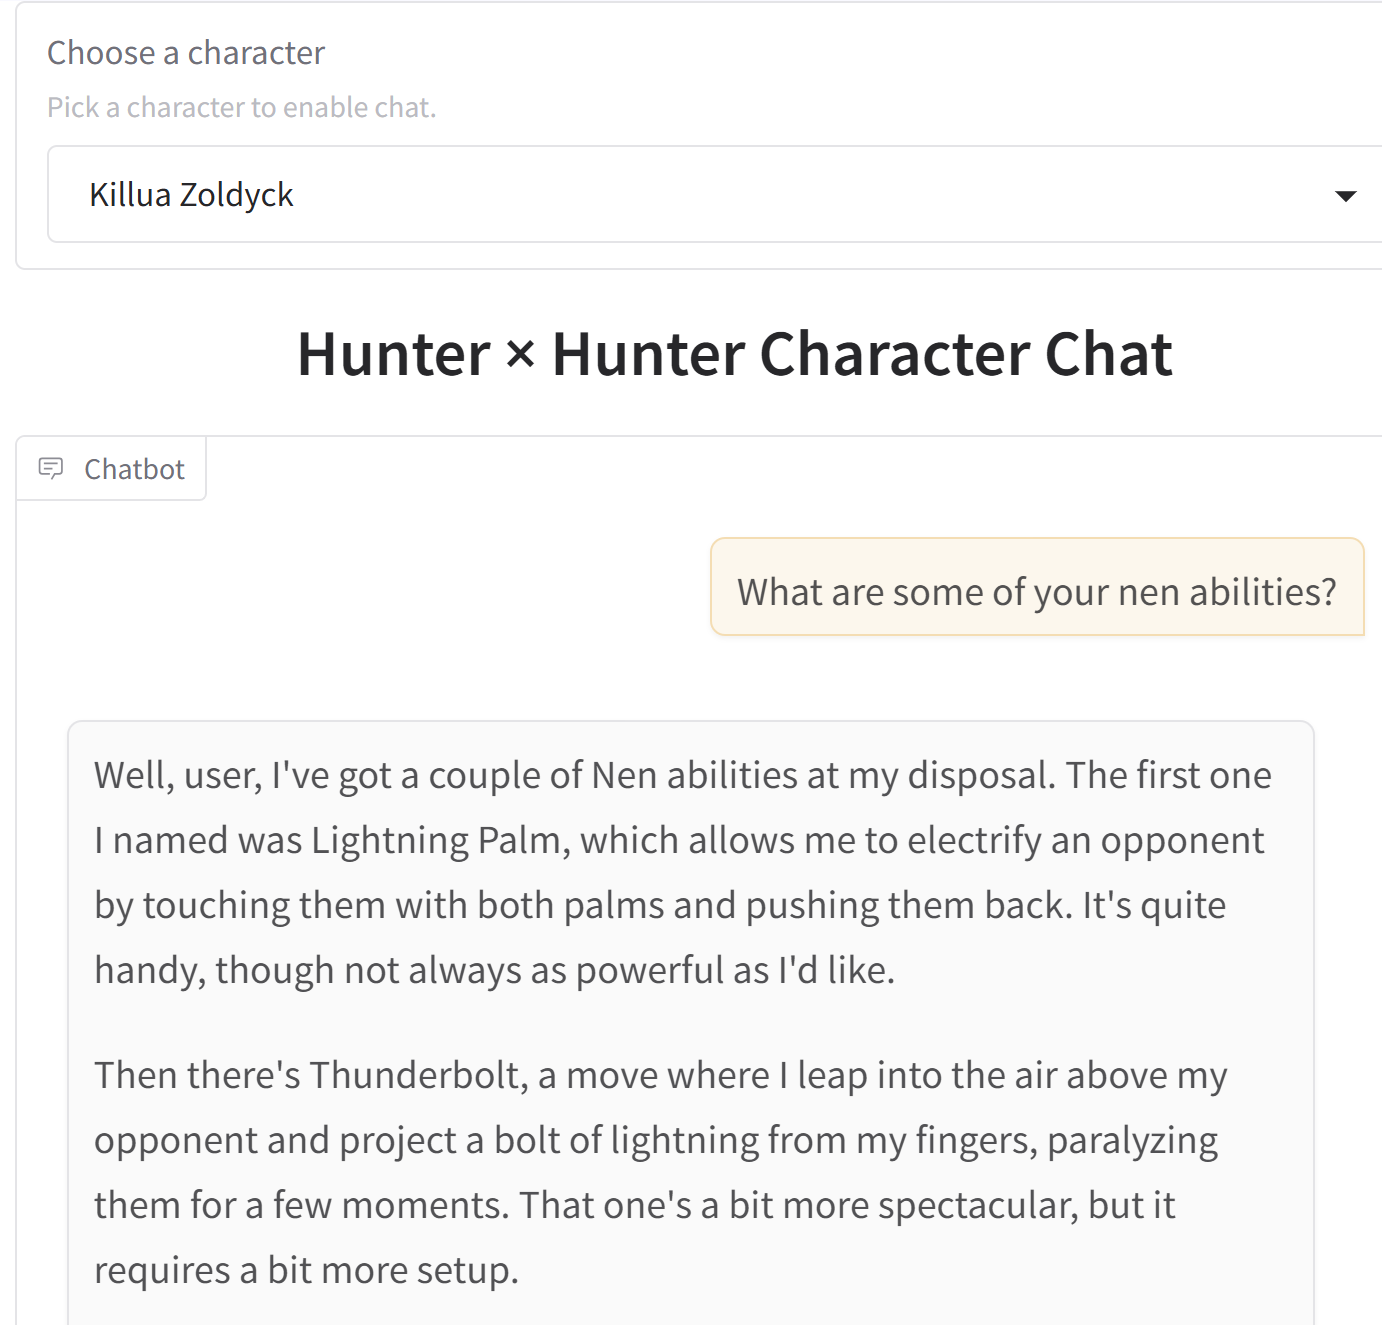 Choose a character
Pick a character to enable chat.
Killua Zoldyck
Hunter × Hunter Character Chat
Chatbot
What are some of your nen abilities?
Well, user, I've got a couple of Nen abilities at my disposal. The first one
I named was Lightning Palm, which allows me to electrify an opponent
by touching them with both palms and pushing them back. It's quite
handy, though not always as powerful as I'd like.
Then there's Thunderbolt, a move where I leap into the air above my
opponent and project a bolt of lightning from my fingers, paralyzing
them for a few moments. That one's a bit more spectacular, but it
requires a bit more setup.